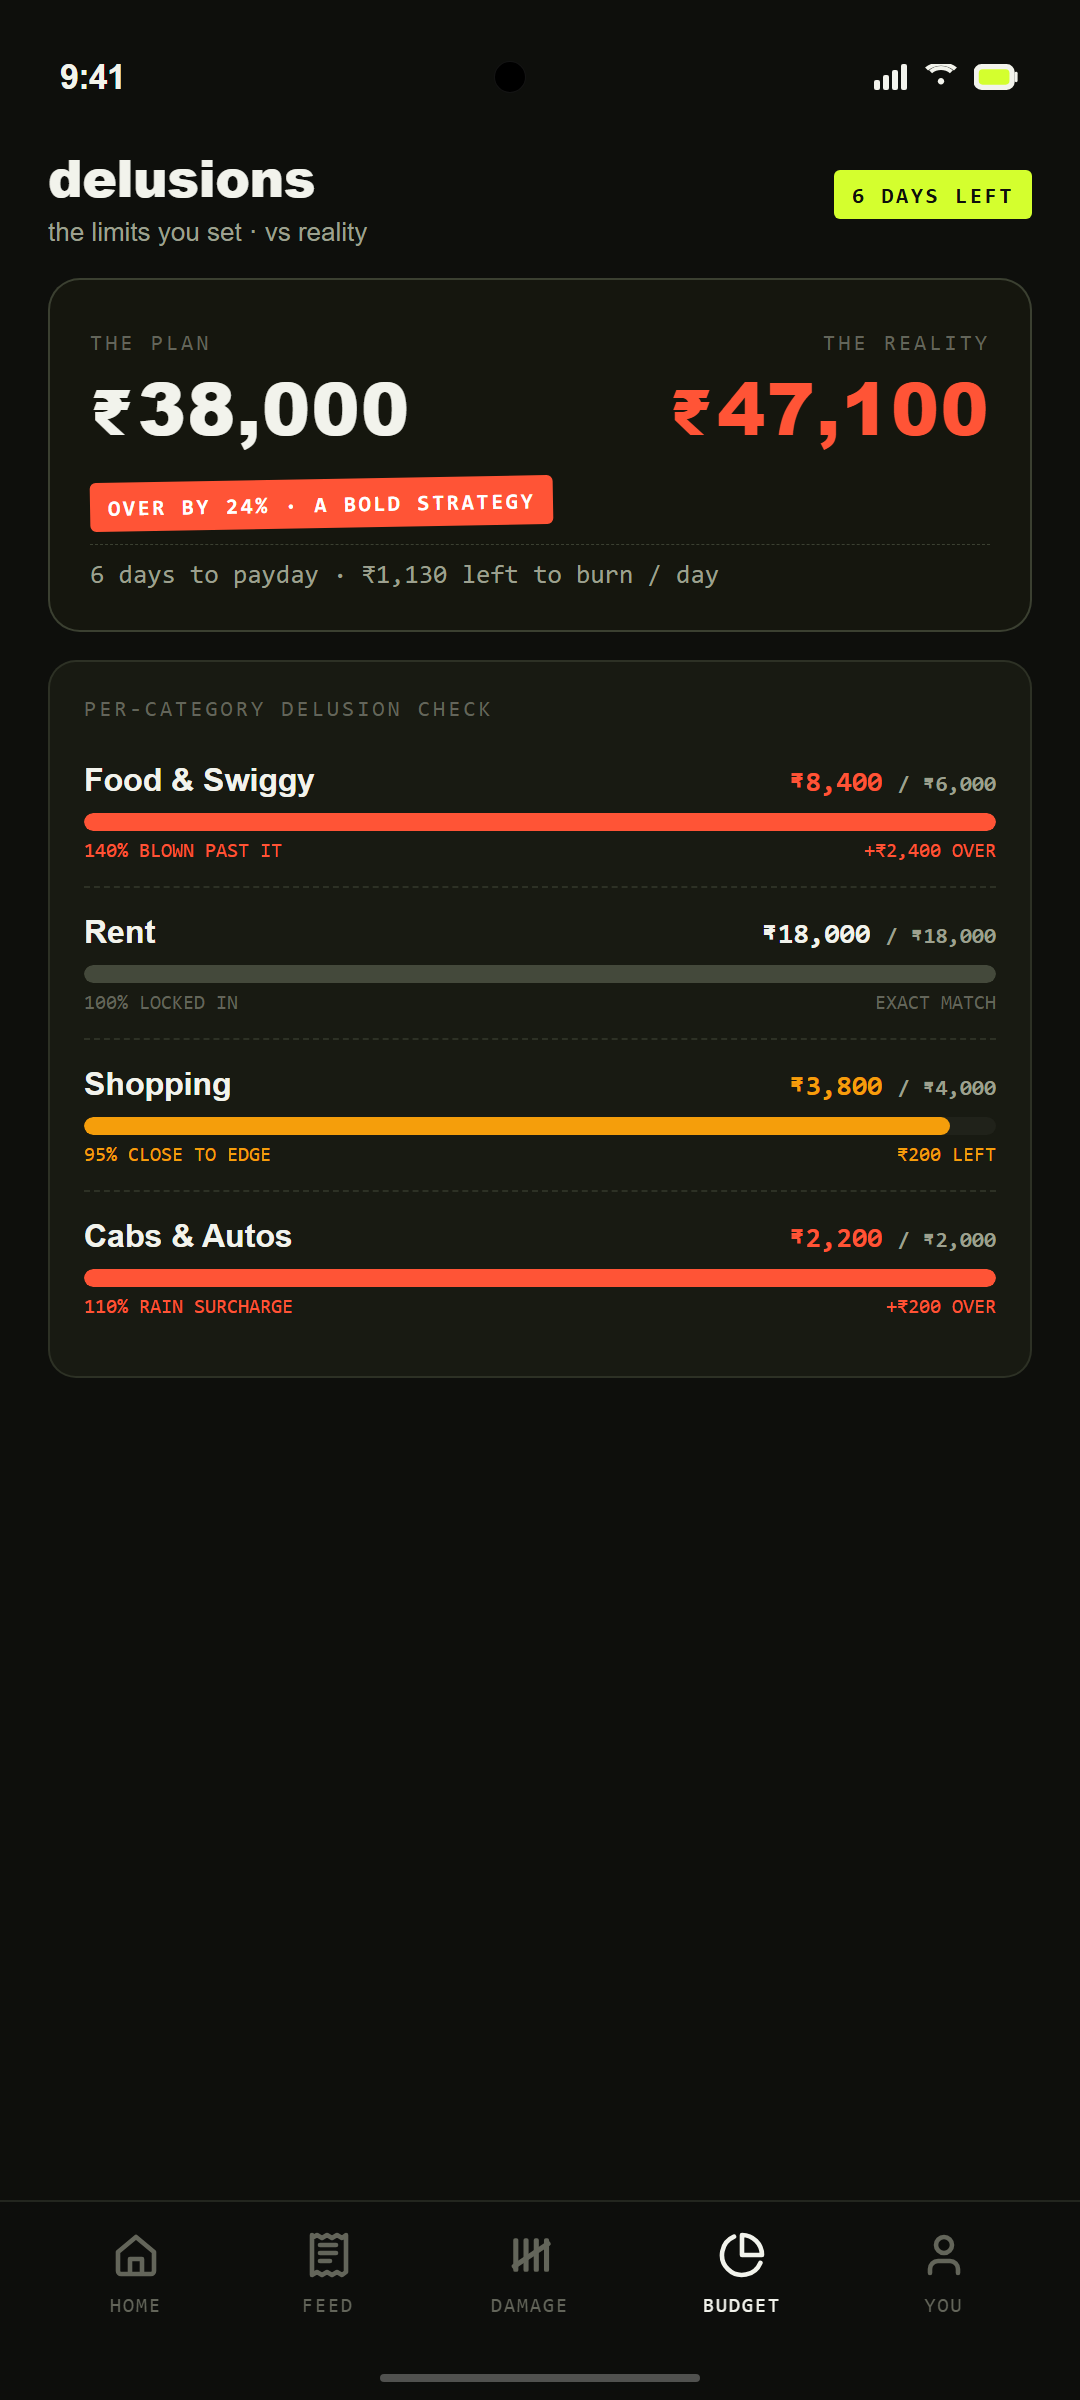 9:41
delusions
6 DAYS LEFT
the limits you set · vs reality
THE PLAN
THE REALITY
₹38,000
₹47,100
OVER BY 24% · A BOLD STRATEGY
6 days to payday · ₹1,130 left to burn / day
PER-CATEGORY DELUSION CHECK
Food & Swiggy
₹8,400 / ₹6,000
140% BLOWN PAST IT
+₹2,400 OVER
Rent
₹18,000 / ₹18,000
100% LOCKED IN
EXACT MATCH
Shopping
₹3,800 / ₹4,000
95% CLOSE TO EDGE
₹200 LEFT
Cabs & Autos
₹2,200 / ₹2,000
110% RAIN SURCHARGE
+₹200 OVER
HOME
FEED
DAMAGE
BUDGET
YOU